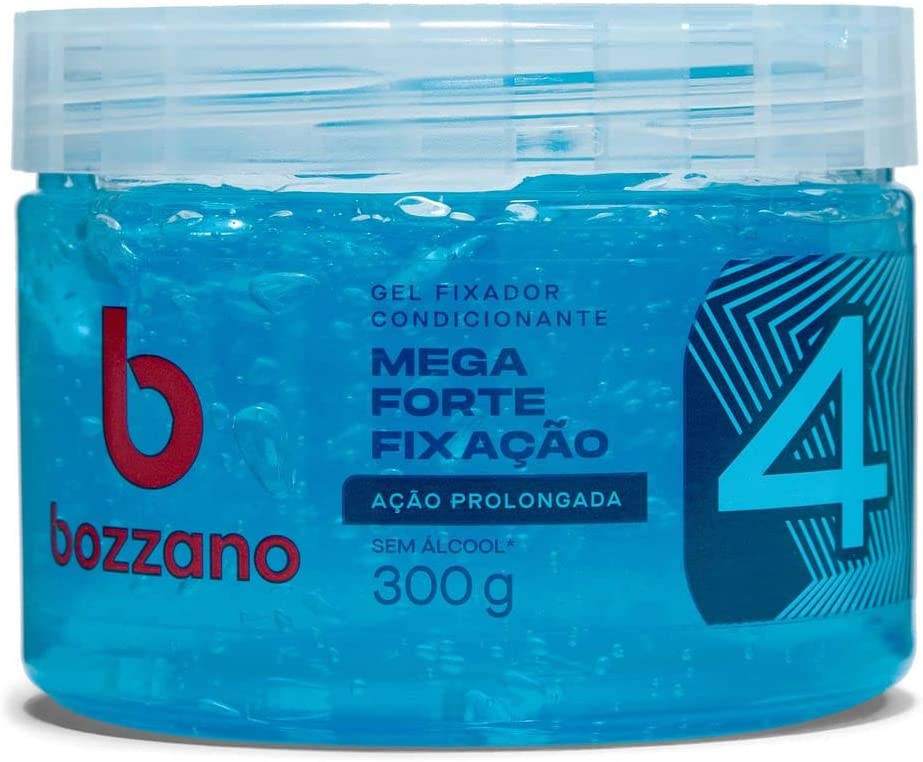 b
bozzano
GEL FIXADOR
CONDICIONANTE
MEGA
FORTE
FIXAÇÃO
AÇÃO PROLONGADA
SEM ÁLCOOL*
300 g
4